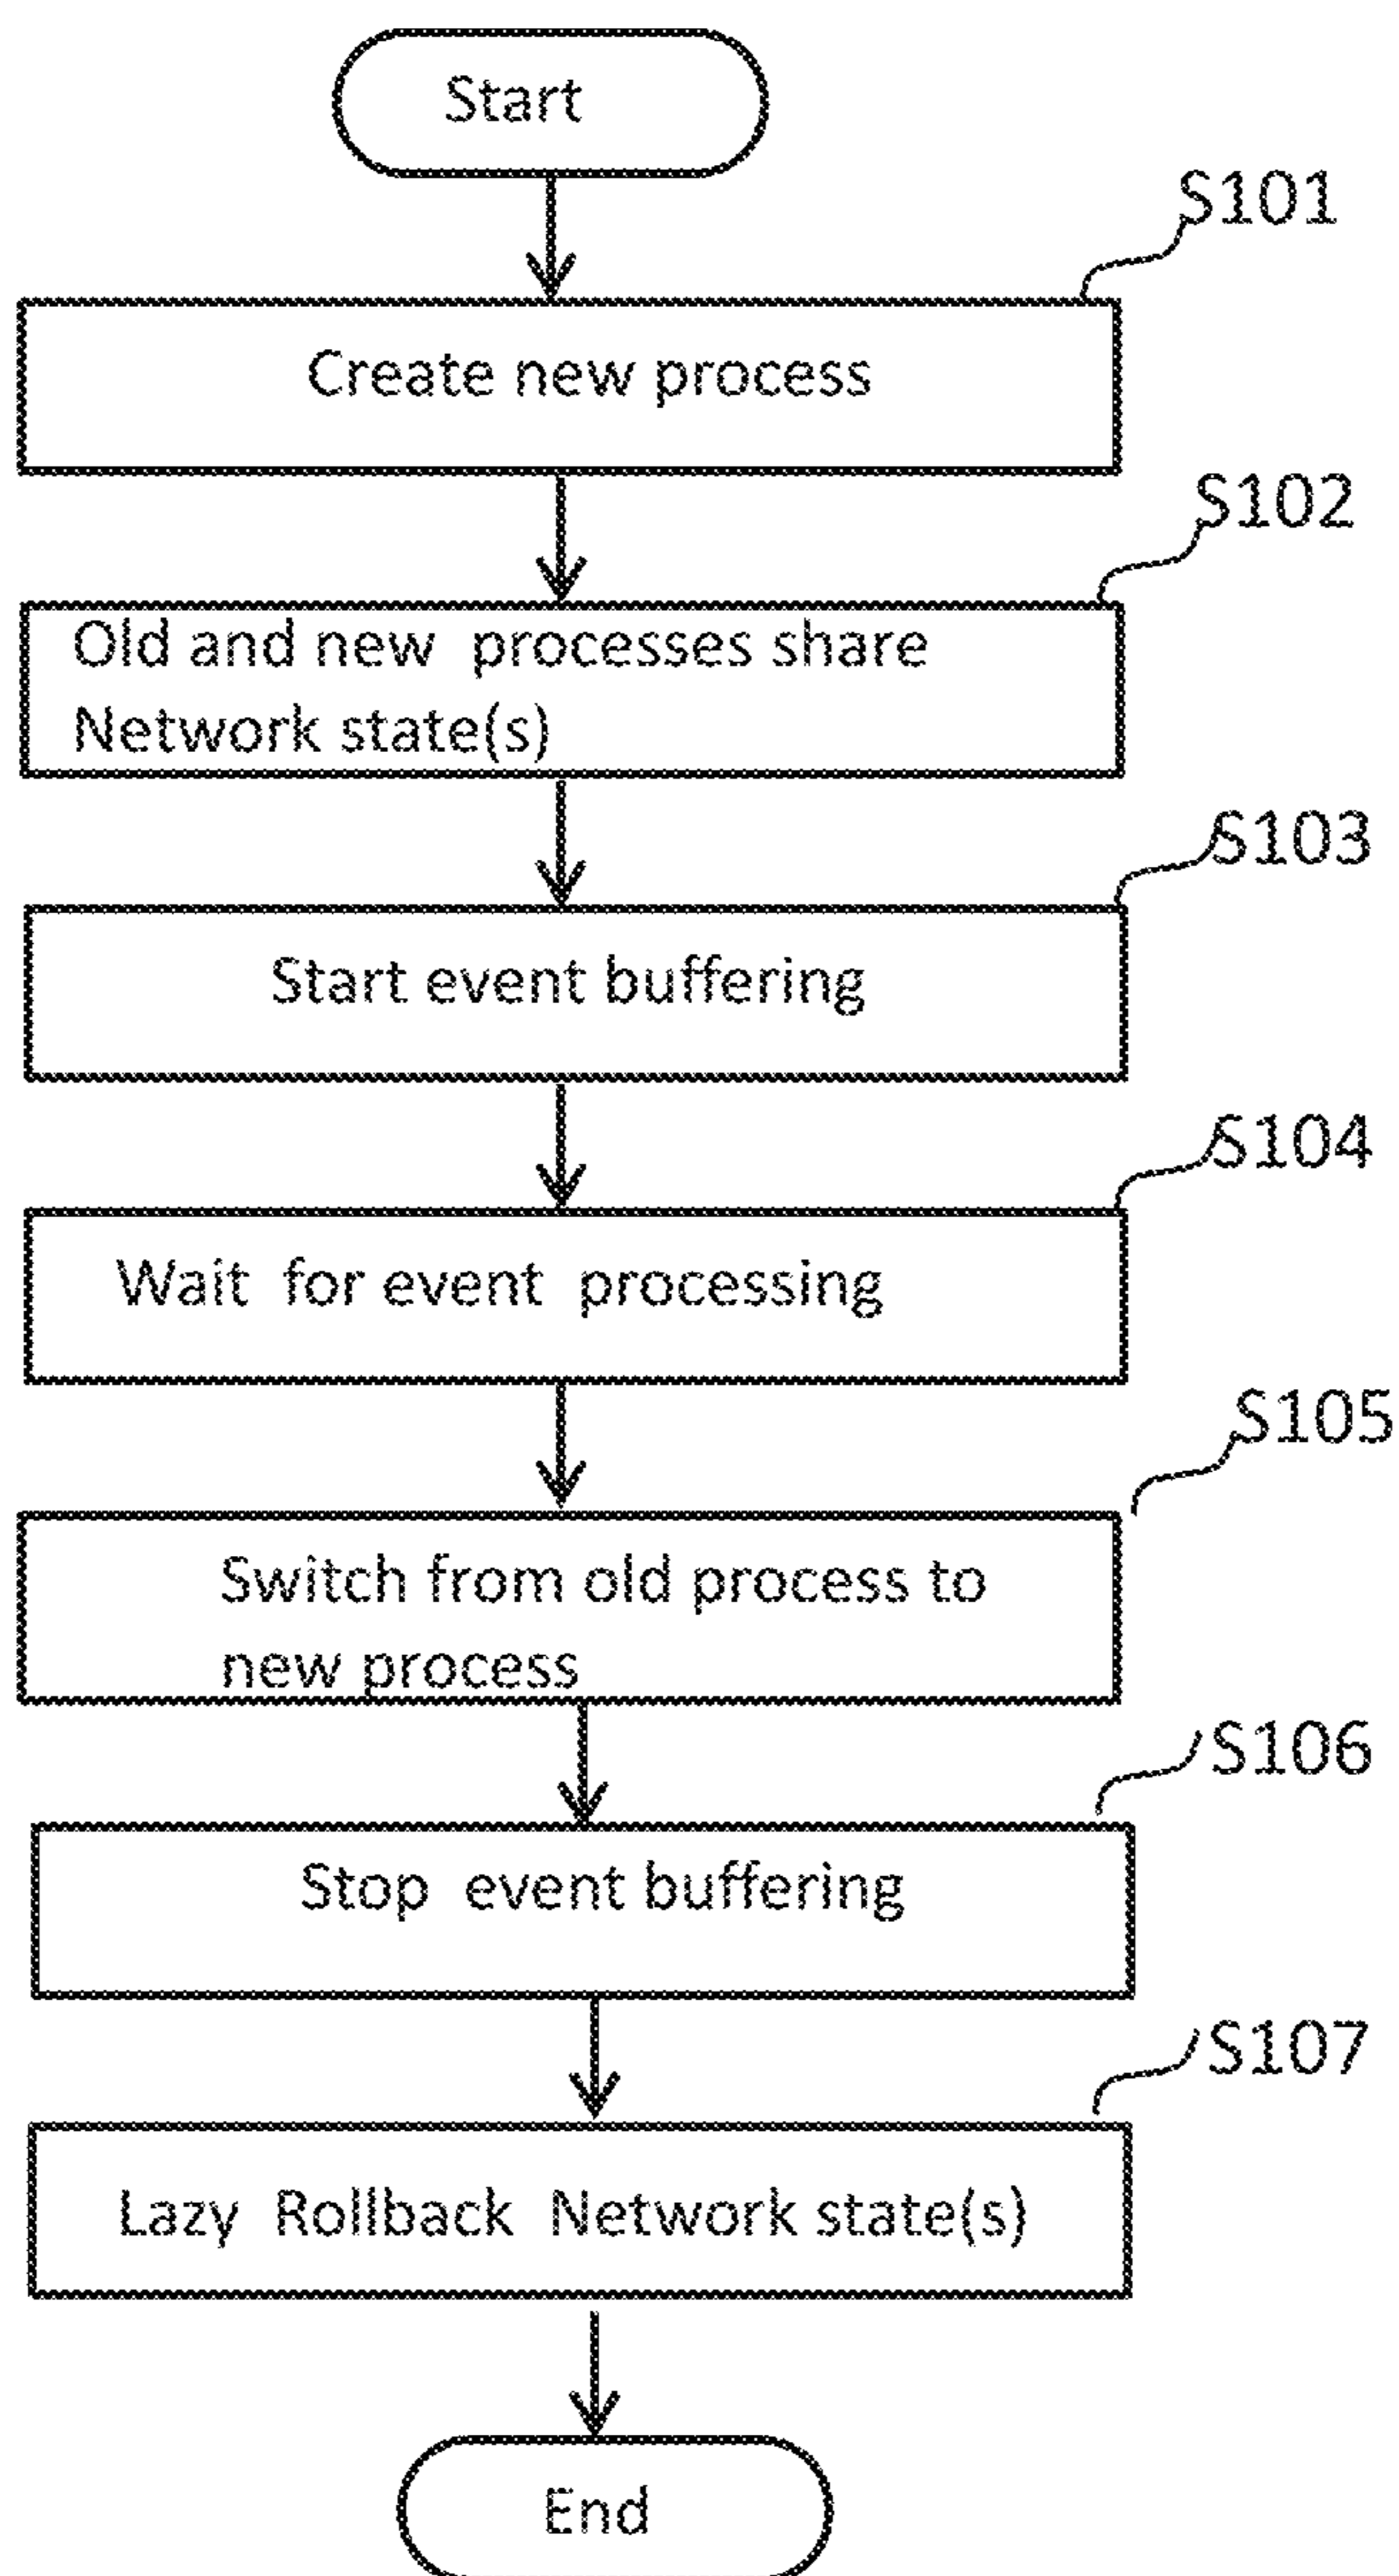 Start
S101
Create new process
S102
Old and new processes share
Network state(s)
S103
Start event buffering
S104
Wait for event processing
S105
Switch from old process to
new process
S106
Stop event buffering
S107
Lazy Rollback Network state(s)
End